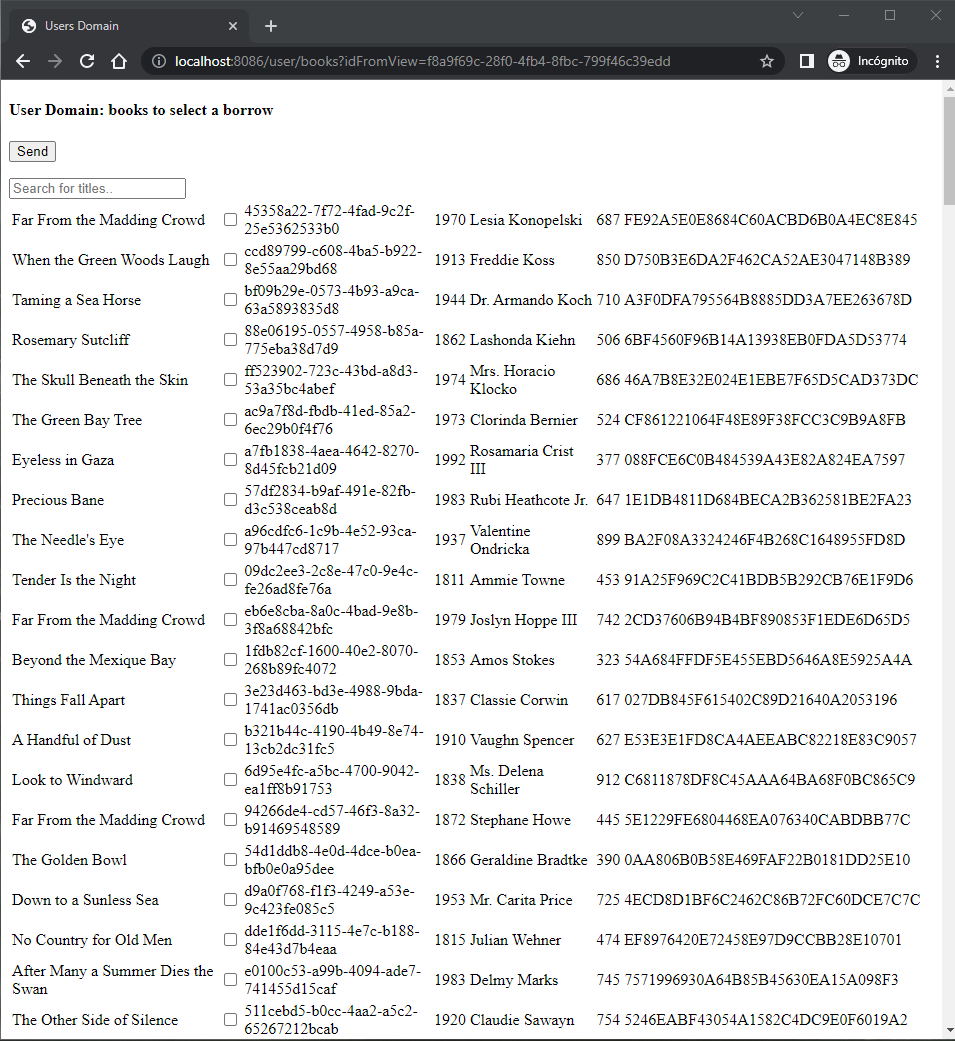 Users Domain
localhost:8086/user/books?idFromView=f8a9f69c-28f0-4fb4-8fbc-799f46c39edd
Incógnito
User Domain: books to select a borrow
Send
Search for titles..
Far From the Madding Crowd 45358a22-7f72-4fad-9c2f-25e5362533b0 1970 Lesia Konopelski 687 FE92A5E0E8684C60ACBD6B0A4EC8E845
When the Green Woods Laugh ccd89799-c608-4ba5-b922-8e55aa29bd68 1913 Freddie Koss 850 D750B3E6DA2F462CA52AE3047148B389
Taming a Sea Horse bf09b29e-0573-4b93-a9ca-63a5893835d8 1944 Dr. Armando Koch 710 A3F0DFA795564B8885DD3A7EE263678D
Rosemary Sutcliff 88e06195-0557-4958-b85a-775eba38d7d9 1862 Lashonda Kiehn 506 6BF4560F96B14A13938EB0FDA5D53774
The Skull Beneath the Skin ff523902-723c-43bd-a8d3-53a35bc4abef 1974 Mrs. Horacio Klocko 686 46A7B8E32E024E1EBE7F65D5CAD373DC
The Green Bay Tree ac9a7f8d-fbdb-41ed-85a2-6ec29b0f4f76 1973 Clorinda Bernier 524 CF861221064F48E89F38FCC3C9B9A8FB
Eyeless in Gaza a7fb1838-4aea-4642-8270-8d45fcb21d09 1992 Rosamaria Crist III 377 088FCE6C0B484539A43E82A824EA7597
Precious Bane 57df2834-b9af-491e-82fb-d3c538ceab8d 1983 Rubi Heathcote Jr. 647 1E1DB4811D684BECA2B362581BE2FA23
The Needle's Eye a96cdfc6-1c9b-4e52-93ca-97b447cd8717 1937 Valentine Ondricka 899 BA2F08A3324246F4B268C1648955FD8D
Tender Is the Night 09dc2ee3-2c8e-47c0-9e4c-fe26ad8fe76a 1811 Ammie Towne 453 91A25F969C2C41BDB5B292CB76E1F9D6
Far From the Madding Crowd eb6e8cba-8a0c-4bad-9e8b-3f8a68842bfc 1979 Joslyn Hoppe III 742 2CD37606B94B4BF890853F1EDE6D65D5
Beyond the Mexique Bay 1fdb82cf-1600-40e2-8070-268b89fc4072 1853 Amos Stokes 323 54A684FFDF5E455EBD5646A8E5925A4A
Things Fall Apart 3e23d463-bd3e-4988-9bda-1741ac0356db 1837 Classie Corwin 617 027DB845F615402C89D21640A2053196
A Handful of Dust b321b44c-4190-4b49-8e74-13cb2dc31fc5 1910 Vaughn Spencer 627 E53E3E1FD8CA4AEEABC82218E83C9057
Look to Windward 6d95e4fc-a5bc-4700-9042-ea1ff8b91753 1838 Ms. Delena Schiller 912 C6811878DF8C45AAA64BA68F0BC865C9
Far From the Madding Crowd 94266de4-cd57-46f3-8a32-b91469548589 1872 Stephane Howe 445 5E1229FE6804468EA076340CABDBB77C
The Golden Bowl 54d1ddb8-4e0d-4dce-b0ea-bfb0e0a95dee 1866 Geraldine Bradtke 390 0AA806B0B58E469FAF22B0181DD25E10
Down to a Sunless Sea d9a0f768-f1f3-4249-a53e-9c423fe085c5 1953 Mr. Carita Price 725 4ECD8D1BF6C2462C86B72FC60DCE7C7C
No Country for Old Men dde1f6dd-3115-4e7c-b188-84e43d7b4eaa 1815 Julian Wehner 474 EF8976420E72458E97D9CCBB28E10701
After Many a Summer Dies the Swan e0100c53-a99b-4094-ade7-741455d15caf 1983 Delmy Marks 745 7571996930A64B85B45630EA15A098F3
The Other Side of Silence 511cebd5-b0cc-4aa2-a5c2-65267212bcab 1920 Claudie Sawayn 754 5246EABF43054A1582C4DC9E0F6019A2